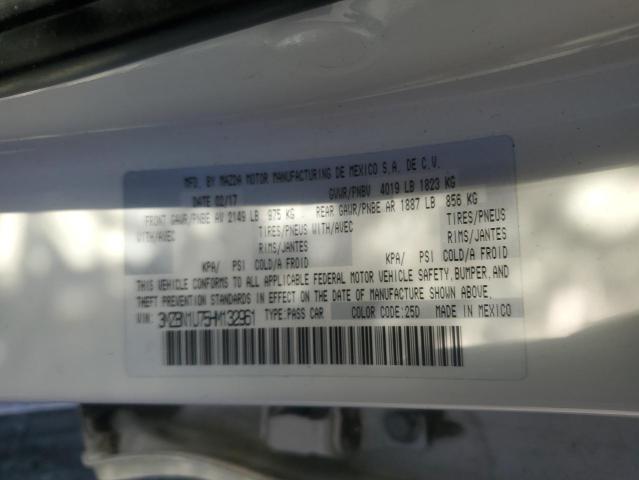 MFD. BY MAZDA MOTOR MANUFACTURING DE MEXICO S.A. DE C.V.
DATE 02/17 GVWR/PNBV 4019 LB 1823 KG
FRONT GAWR/PNBE AV 2149 LB 975 KG REAR GAWR/PNBE AR 1887 LB 856 KG
WITH/AVEC TIRES/PNEUS WITH/AVEC TIRES/PNEUS
RIMS/JANTES RIMS/JANTES
KPA/ PSI COLD/A FROID KPA/ PSI COLD/A FROID
THIS VEHICLE CONFORMS TO ALL APPLICABLE FEDERAL MOTOR VEHICLE SAFETY, BUMPER, AND
THEFT PREVENTION STANDARDS IN EFFECT ON THE DATE OF MANUFACTURE SHOWN ABOVE.
VIN: 3MZBN1U75HM132961 TYPE: PASS CAR COLOR CODE: 25D MADE IN MEXICO